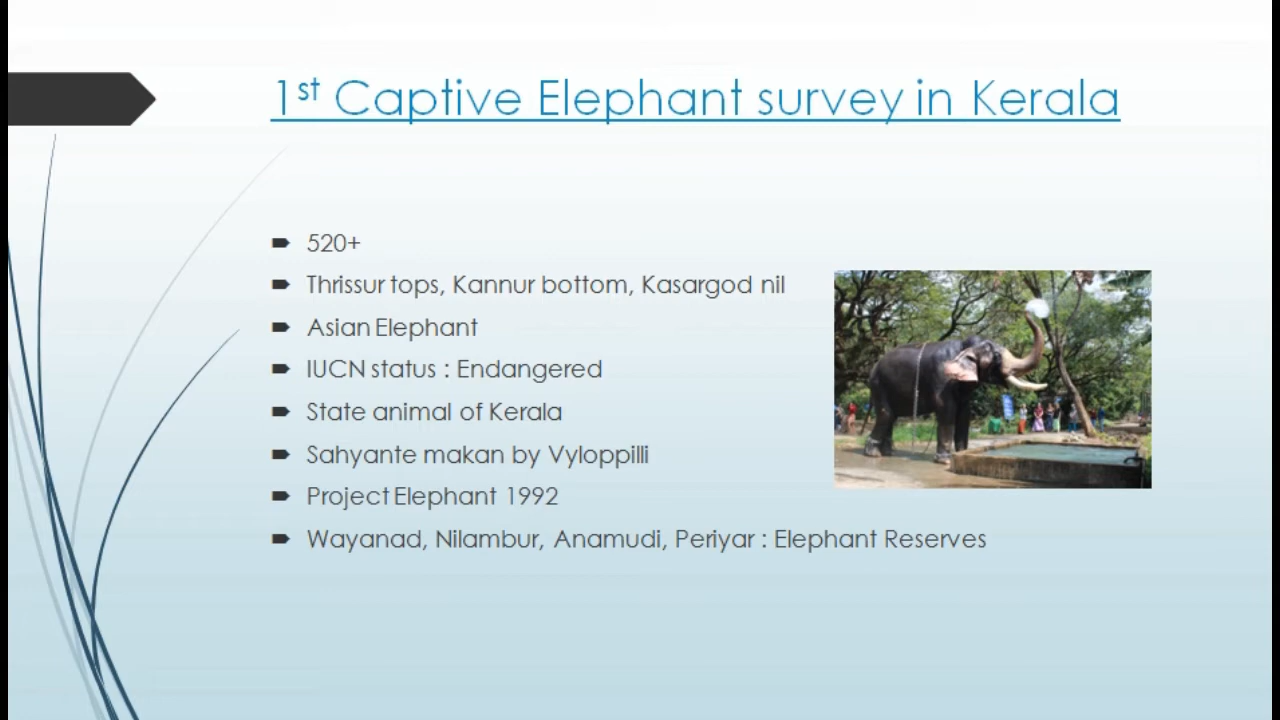 1st Captive Elephant survey in Kerala
520+
Thrissur tops, Kannur bottom, Kasargod nil
Asian Elephant
IUCN status : Endangered
State animal of Kerala
Sahyante makan by Vyloppilli
Project Elephant 1992
Wayanad, Nilambur, Anamudi, Periyar : Elephant Reserves